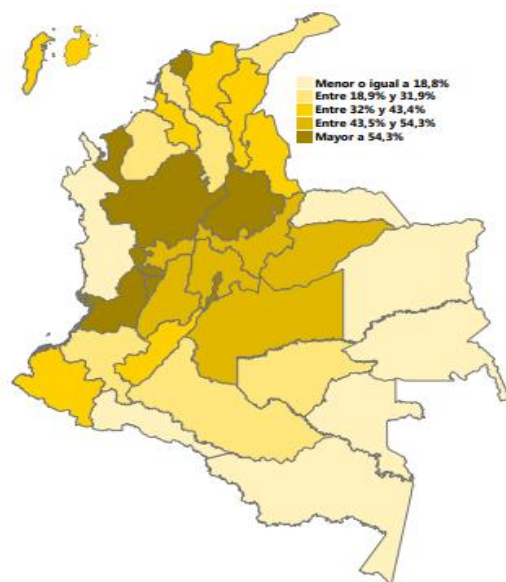 Menor o igual a 18,8%
Entre 18,9% y 31,9%
Entre 32% y 43,4%
Entre 43,5% y 54,3%
Mayor a 54,3%